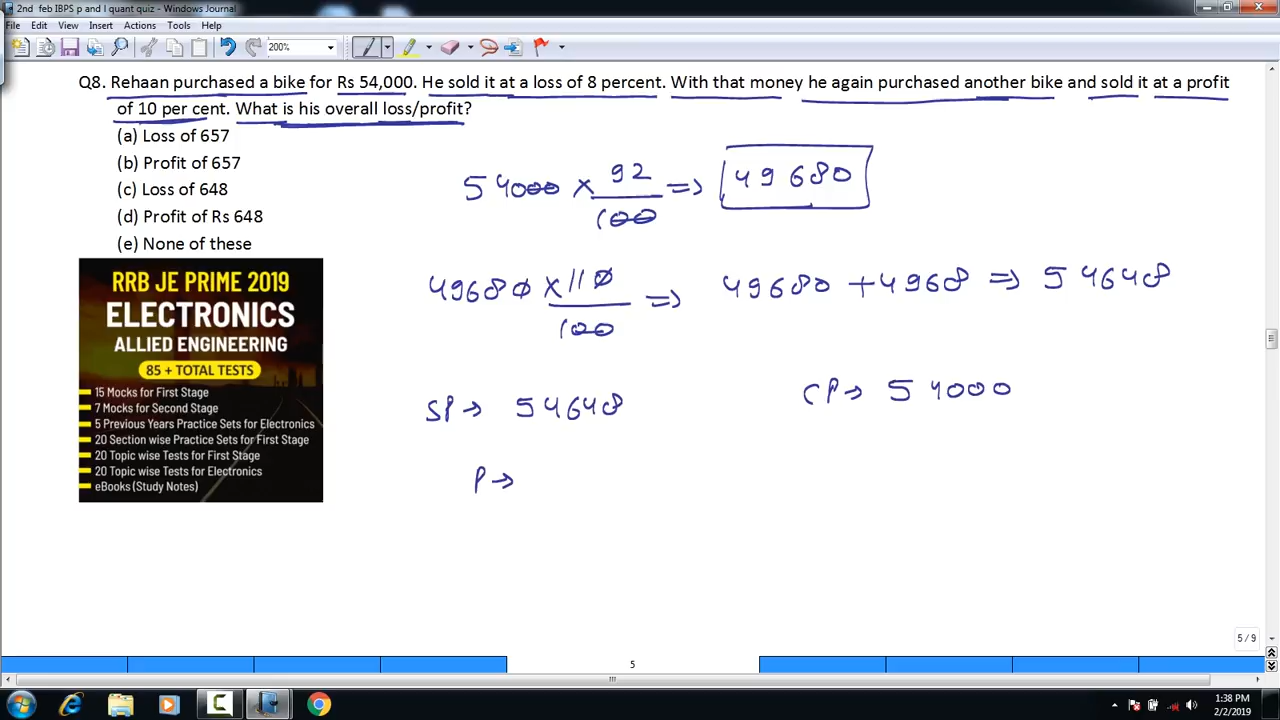 2nd feb IBPS p and I quant quiz - Windows Journal
File Edit View Insert Actions Tools Help
200%
Q8. Rehaan purchased a bike for Rs 54,000. He sold it at a loss of 8 percent. With that money he again purchased another bike and sold it at a profit
of 10 per cent. What is his overall loss/profit?
(a) Loss of 657
(b) Profit of 657
(c) Loss of 648
(d) Profit of Rs 648
(e) None of these
54000 × 92/100 ⇒ 49680
49680 × 110/100 ⇒ 49680 + 4968 ⇒ 54648
SP → 54648 CP → 54000
P →
RRB JE PRIME 2019
ELECTRONICS
ALLIED ENGINEERING
85 + TOTAL TESTS
15 Mocks for First Stage
7 Mocks for Second Stage
5 Previous Years Practice Sets for Electronics
20 Section wise Practice Sets for First Stage
20 Topic wise Tests for First Stage
20 Topic wise Tests for Electronics
eBooks (Study Notes)
5 / 9
5
1:38 PM
2/2/2019